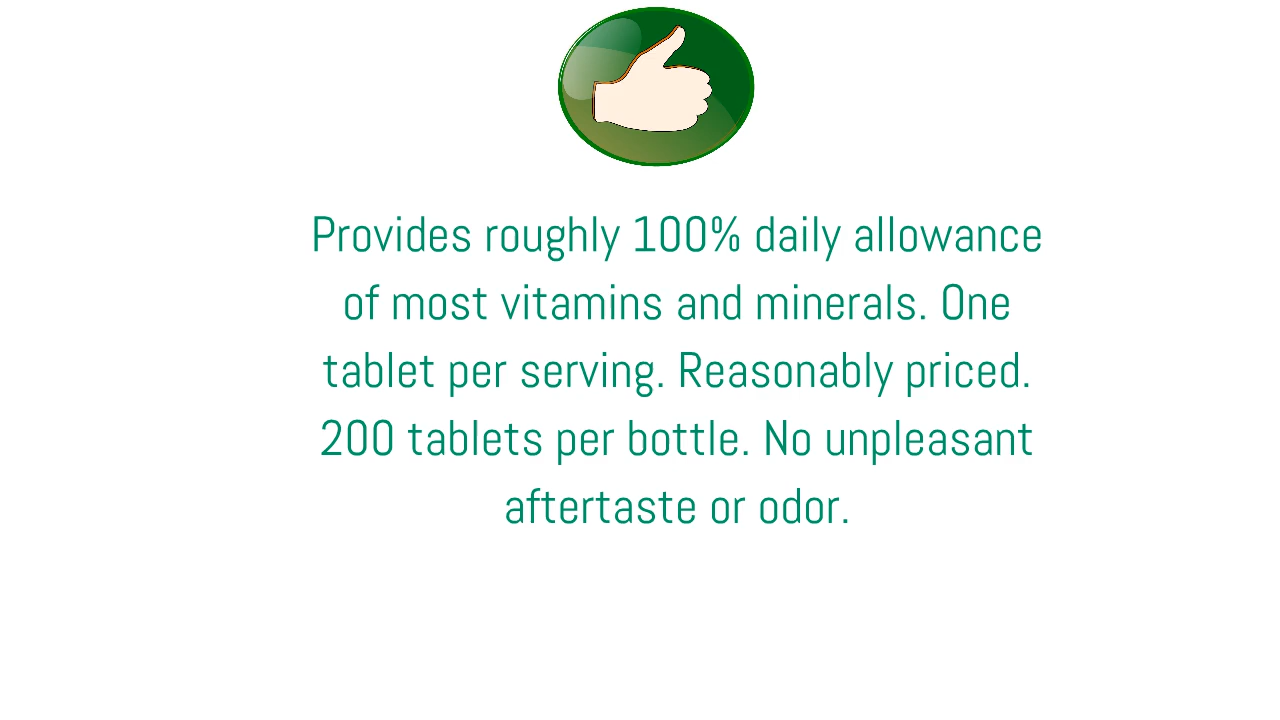 Provides roughly 100% daily allowance
of most vitamins and minerals. One
tablet per serving. Reasonably priced.
200 tablets per bottle. No unpleasant
aftertaste or odor.